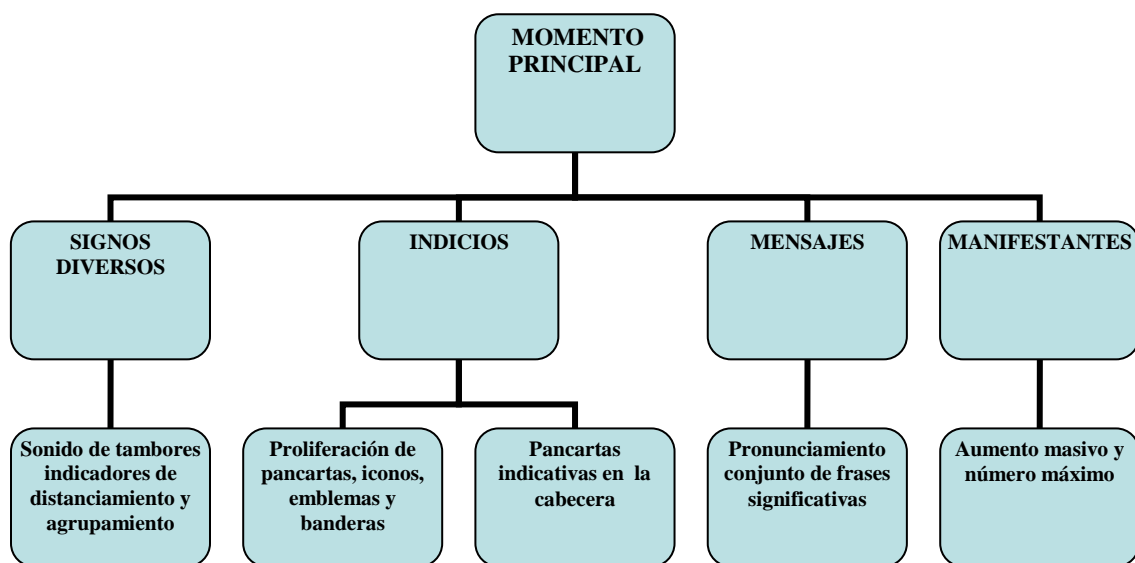 MOMENTO
PRINCIPAL
SIGNOS
DIVERSOS
INDICIOS
MENSAJES
MANIFESTANTES
Sonido de tambores
indicadores de
distanciamiento y
agrupamiento
Proliferación de
pancartas, iconos,
emblemas y
banderas
Pancartas
indicativas en la
cabecera
Pronunciamiento
conjunto de frases
significativas
Aumento masivo y
número máximo